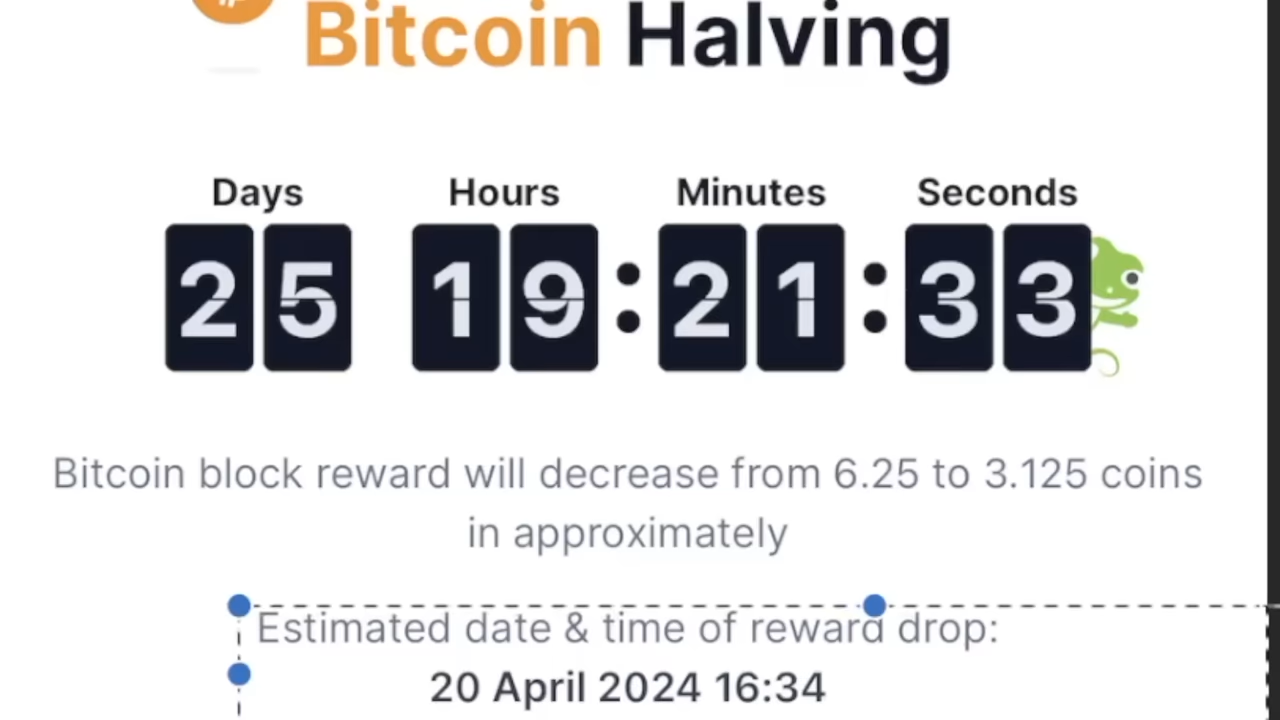 Bitcoin Halving
Days Hours Minutes Seconds
25 19:21:33
Bitcoin block reward will decrease from 6.25 to 3.125 coins
in approximately
Estimated date & time of reward drop:
20 April 2024 16:34